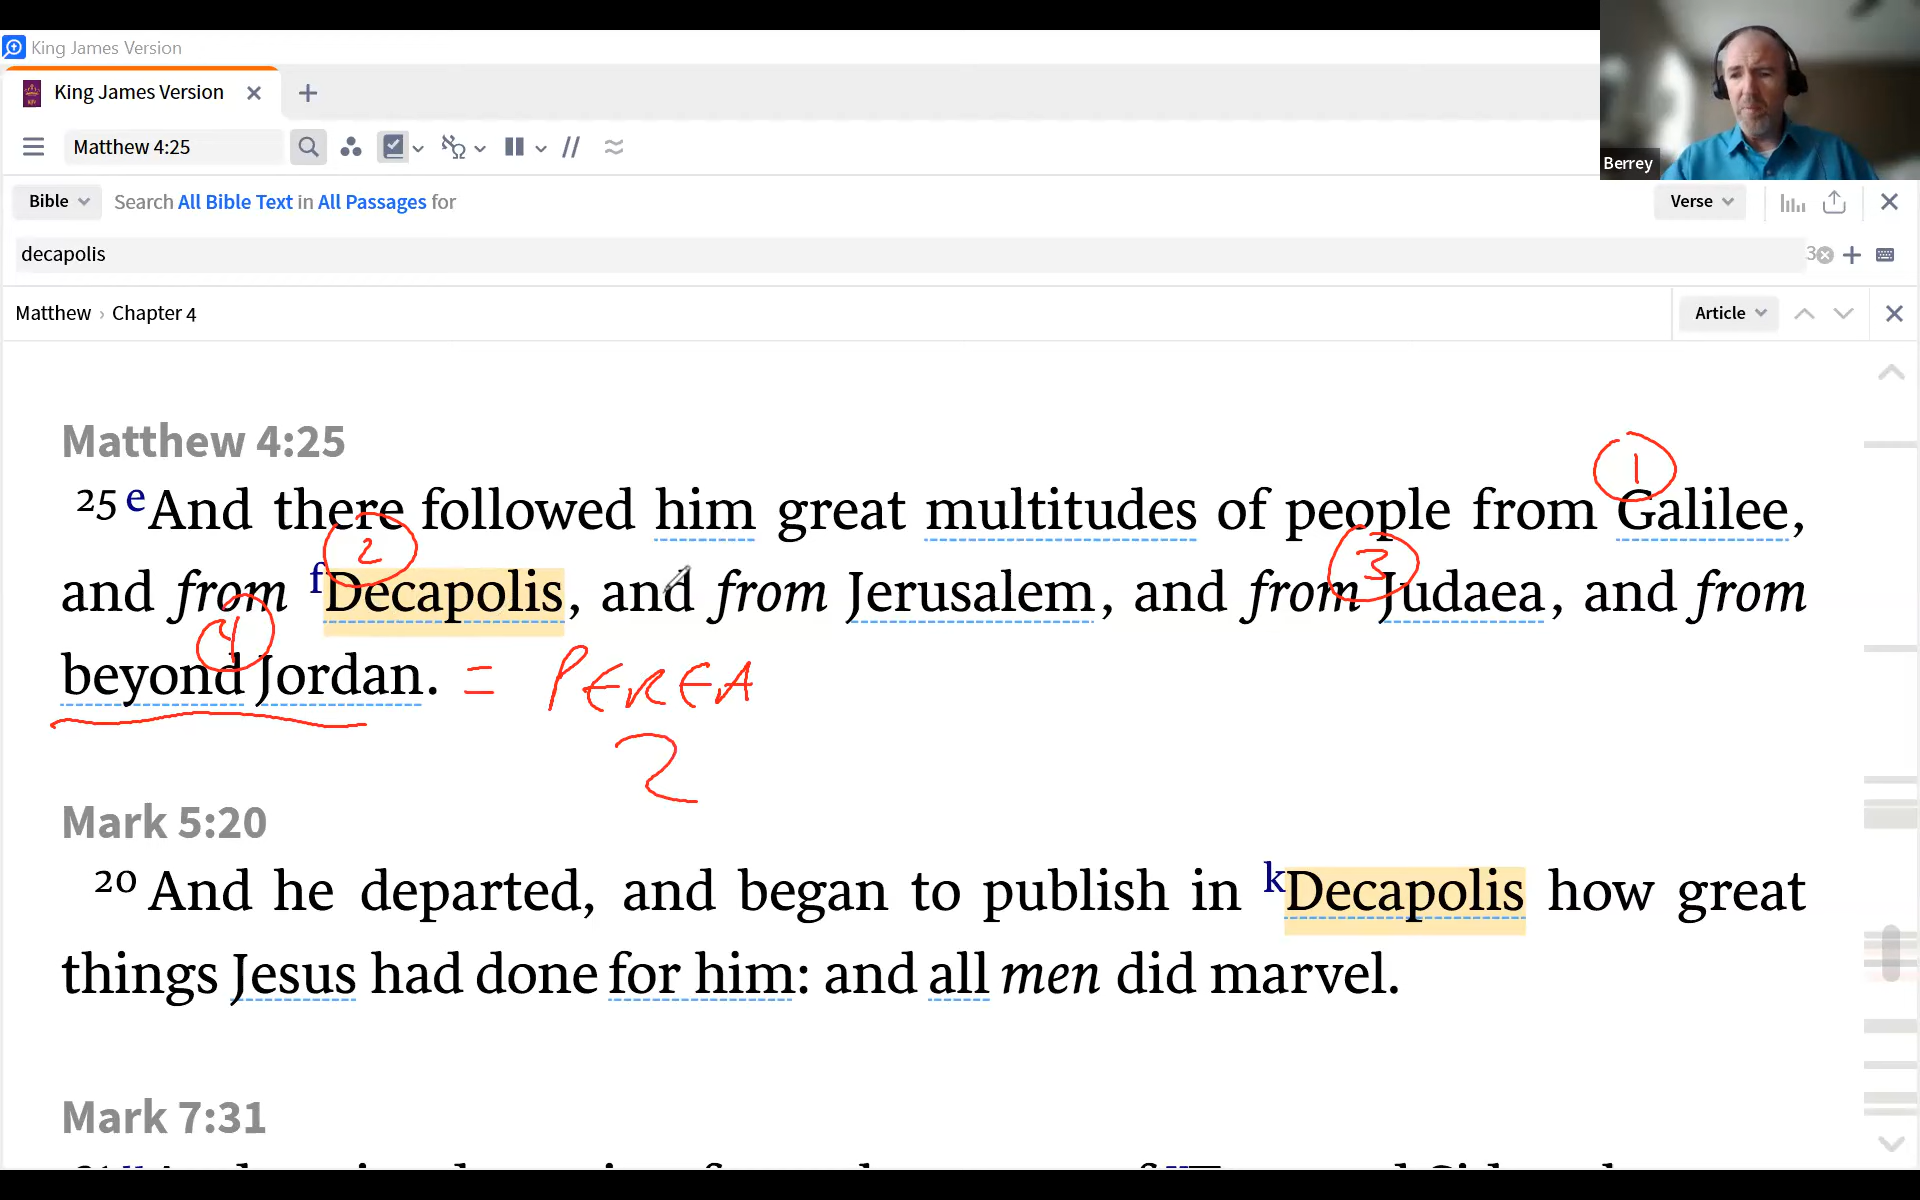 King James Version
King James Version
Matthew 4:25
Berrey
Bible Search All Bible Text in All Passages for Verse
decapolis 3
Matthew › Chapter 4 Article
Matthew 4:25
1
25 e And there followed him great multitudes of people from Galilee,
2 3
and from f Decapolis, and from Jerusalem, and from Judaea, and from
4
beyond Jordan. = PEREA
2
Mark 5:20
20 And he departed, and began to publish in k Decapolis how great
things Jesus had done for him: and all men did marvel.
Mark 7:31